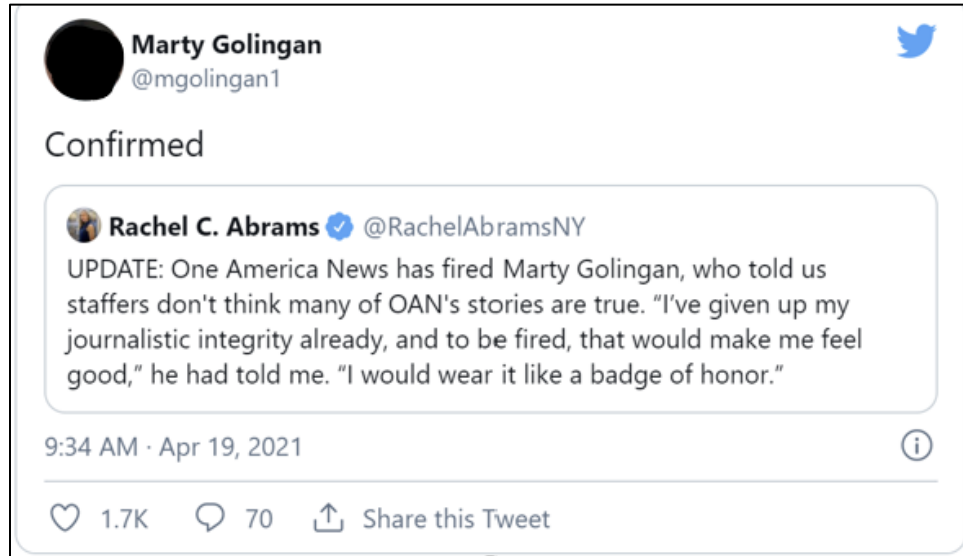 Marty Golingan
@mgolingan1
Confirmed
Rachel C. Abrams @RachelAbramsNY
UPDATE: One America News has fired Marty Golingan, who told us
staffers don't think many of OAN's stories are true. “I’ve given up my
journalistic integrity already, and to be fired, that would make me feel
good,” he had told me. “I would wear it like a badge of honor.”
9:34 AM · Apr 19, 2021
1.7K 70 Share this Tweet